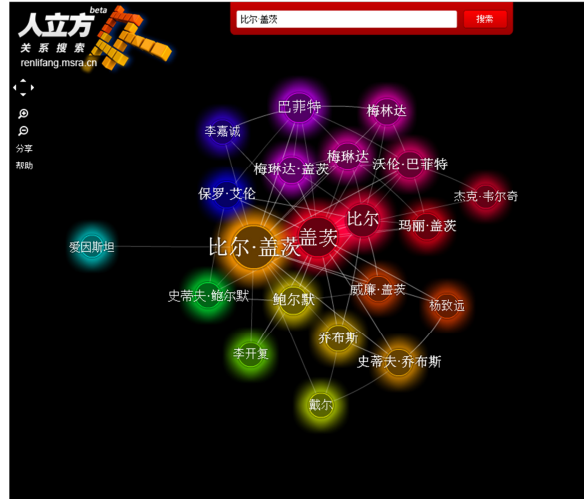 人立方 beta
关系搜索
renlifang.msra.cn
比尔·盖茨
搜索
分享
帮助
巴菲特
梅林达
李嘉诚
梅琳达
梅琳达·盖茨
沃伦·巴菲特
保罗·艾伦
杰克·韦尔奇
比尔
玛丽·盖茨
盖茨
比尔·盖茨
爱因斯坦
威廉·盖茨
史蒂夫·鲍尔默
鲍尔默
杨致远
乔布斯
李开复
史蒂夫·乔布斯
戴尔